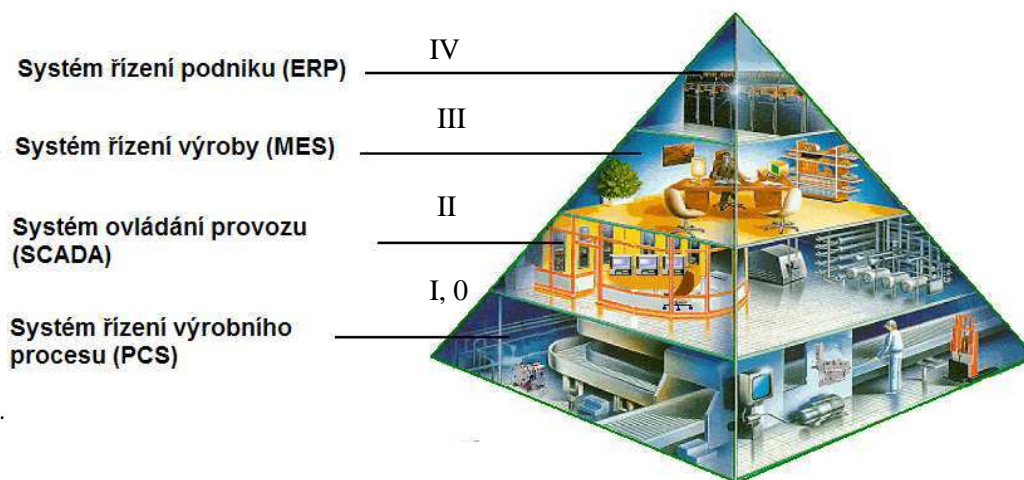 IV
Systém řízení podniku (ERP)
III
Systém řízení výroby (MES)
II
Systém ovládání provozu
(SCADA)
I, 0
Systém řízení výrobního
procesu (PCS)
.